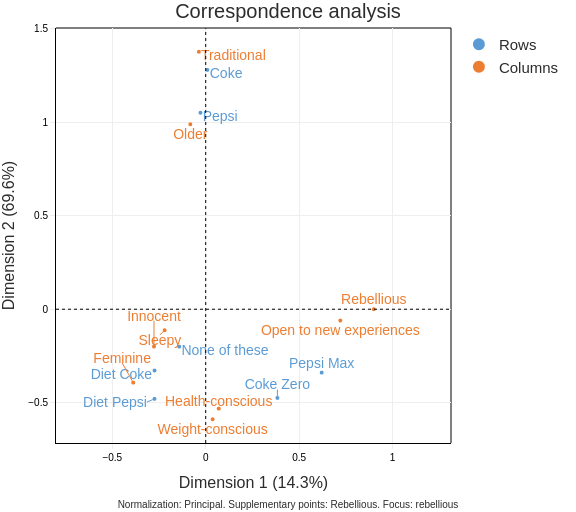 Correspondence analysis
1.5
Traditional
Rows
Coke
Columns
Pepsi
1
Older
0.5
Dimension 2 (69.6%)
Rebellious
0
Innocent
Open to new experiences
Sleepy
None of these
Feminine
Pepsi Max
Diet Coke
Coke Zero
Diet Pepsi
Health-conscious
−0.5
Weight-conscious
−0.5 0 0.5 1
Dimension 1 (14.3%)
Normalization: Principal. Supplementary points: Rebellious. Focus: rebellious